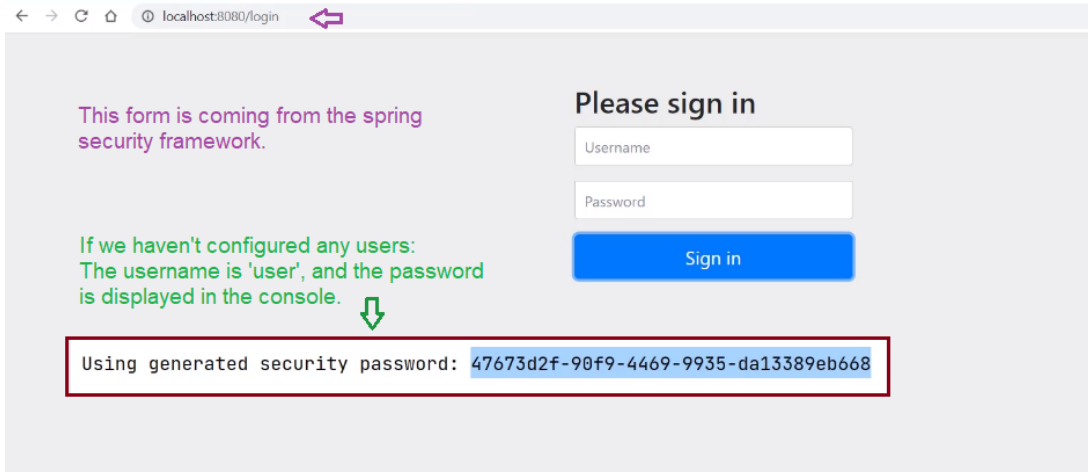 localhost:8080/login
This form is coming from the spring
security framework.
Please sign in
Username
Password
Sign in
If we haven't configured any users:
The username is 'user', and the password
is displayed in the console.
Using generated security password: 47673d2f-90f9-4469-9935-da13389eb668